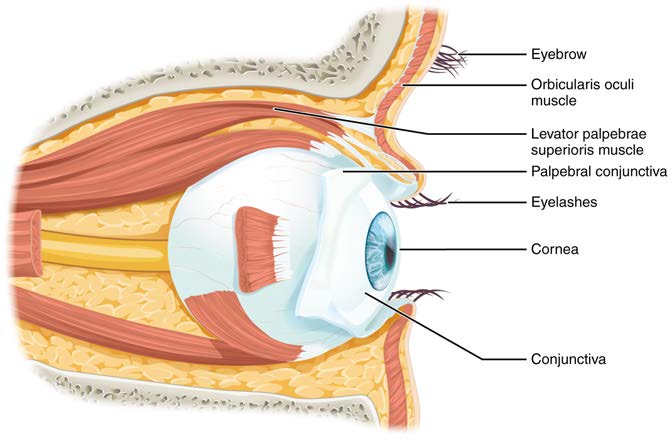 Eyebrow
Orbicularis oculi
muscle
Levator palpebrae
superioris muscle
Palpebral conjunctiva
Eyelashes
Cornea
Conjunctiva